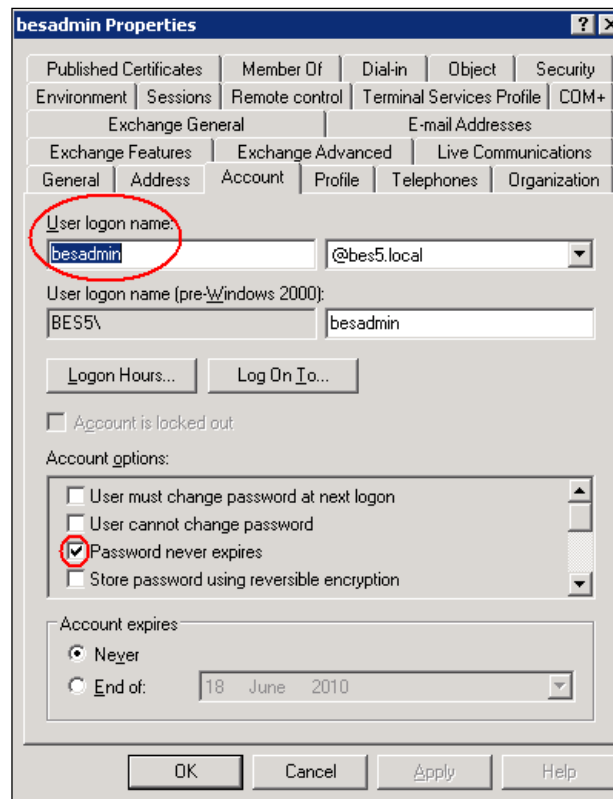 besadmin Properties
Published Certificates Member Of Dial-in Object Security
Environment Sessions Remote control Terminal Services Profile COM+
Exchange General E-mail Addresses
Exchange Features Exchange Advanced Live Communications
General Address Account Profile Telephones Organization
User logon name:
besadmin @bes5.local
User logon name (pre-Windows 2000):
BES5\ besadmin
Logon Hours... Log On To...
Account is locked out
Account options:
User must change password at next logon
User cannot change password
Password never expires
Store password using reversible encryption
Account expires
Never
End of: 18 June 2010
OK Cancel Apply Help